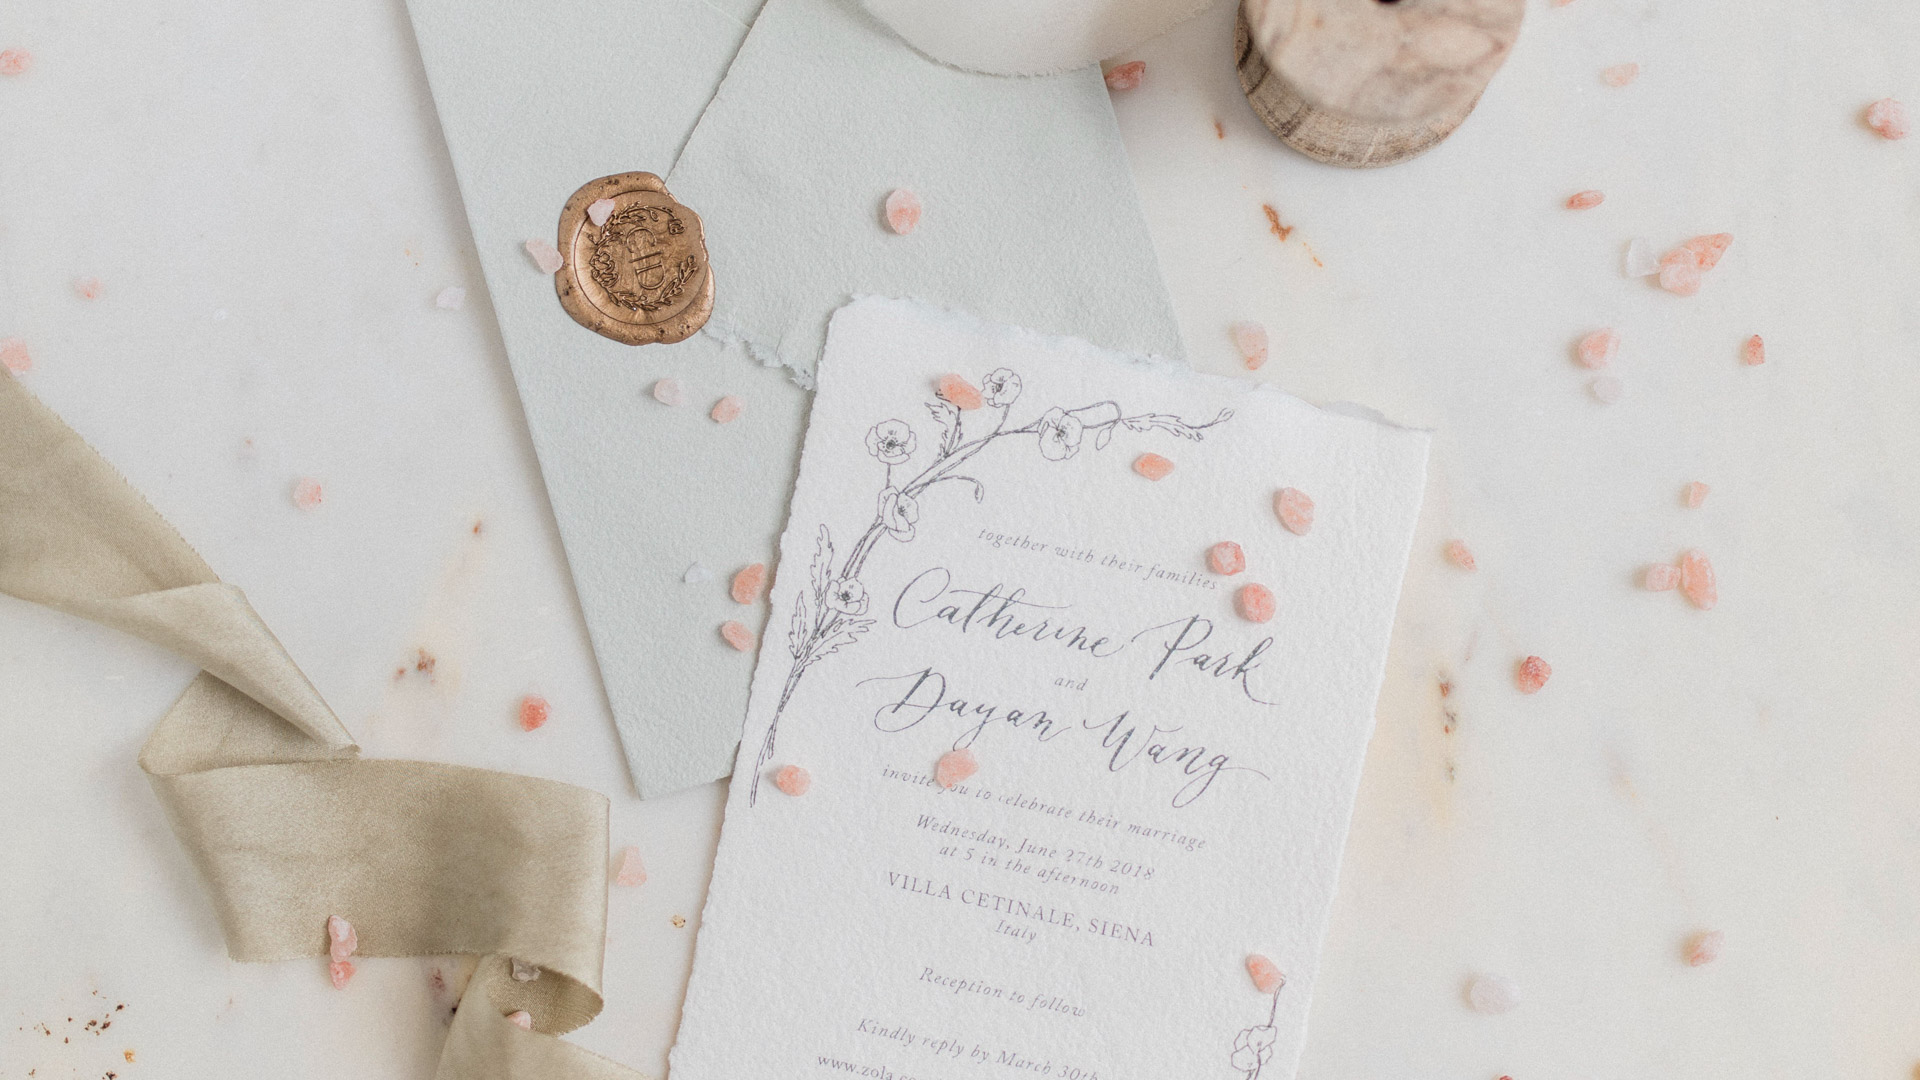 together with their families
Catherine Park
and
Dayan Wang
invite you to celebrate their marriage
Wednesday, June 27th 2018
at 5 in the afternoon
VILLA CETINALE, SIENA
Italy
Reception to follow
Kindly reply by March 30th
www.zola.co